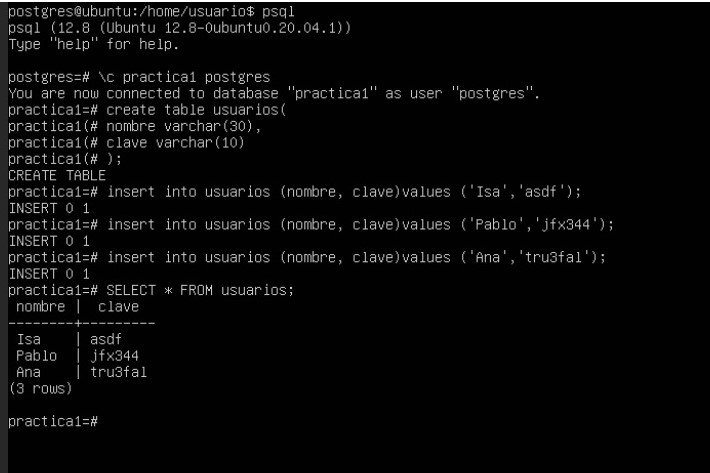 postgres@ubuntu:/home/usuario$ psql
psql (12.8 (Ubuntu 12.8-0ubuntu0.20.04.1))
Type "help" for help.
postgres=# \c practica1 postgres
You are now connected to database "practica1" as user "postgres".
practica1=# create table usuarios(
practica1(# nombre varchar(30),
practica1(# clave varchar(10)
practica1(# );
CREATE TABLE
practica1=# insert into usuarios (nombre, clave)values ('Isa','asdf');
INSERT 0 1
practica1=# insert into usuarios (nombre, clave)values ('Pablo','jfx344');
INSERT 0 1
practica1=# insert into usuarios (nombre, clave)values ('Ana','tru3fal');
INSERT 0 1
practica1=# SELECT * FROM usuarios;
 nombre |  clave
--------+---------
 Isa    | asdf
 Pablo  | jfx344
 Ana    | tru3fal
(3 rows)
practica1=#